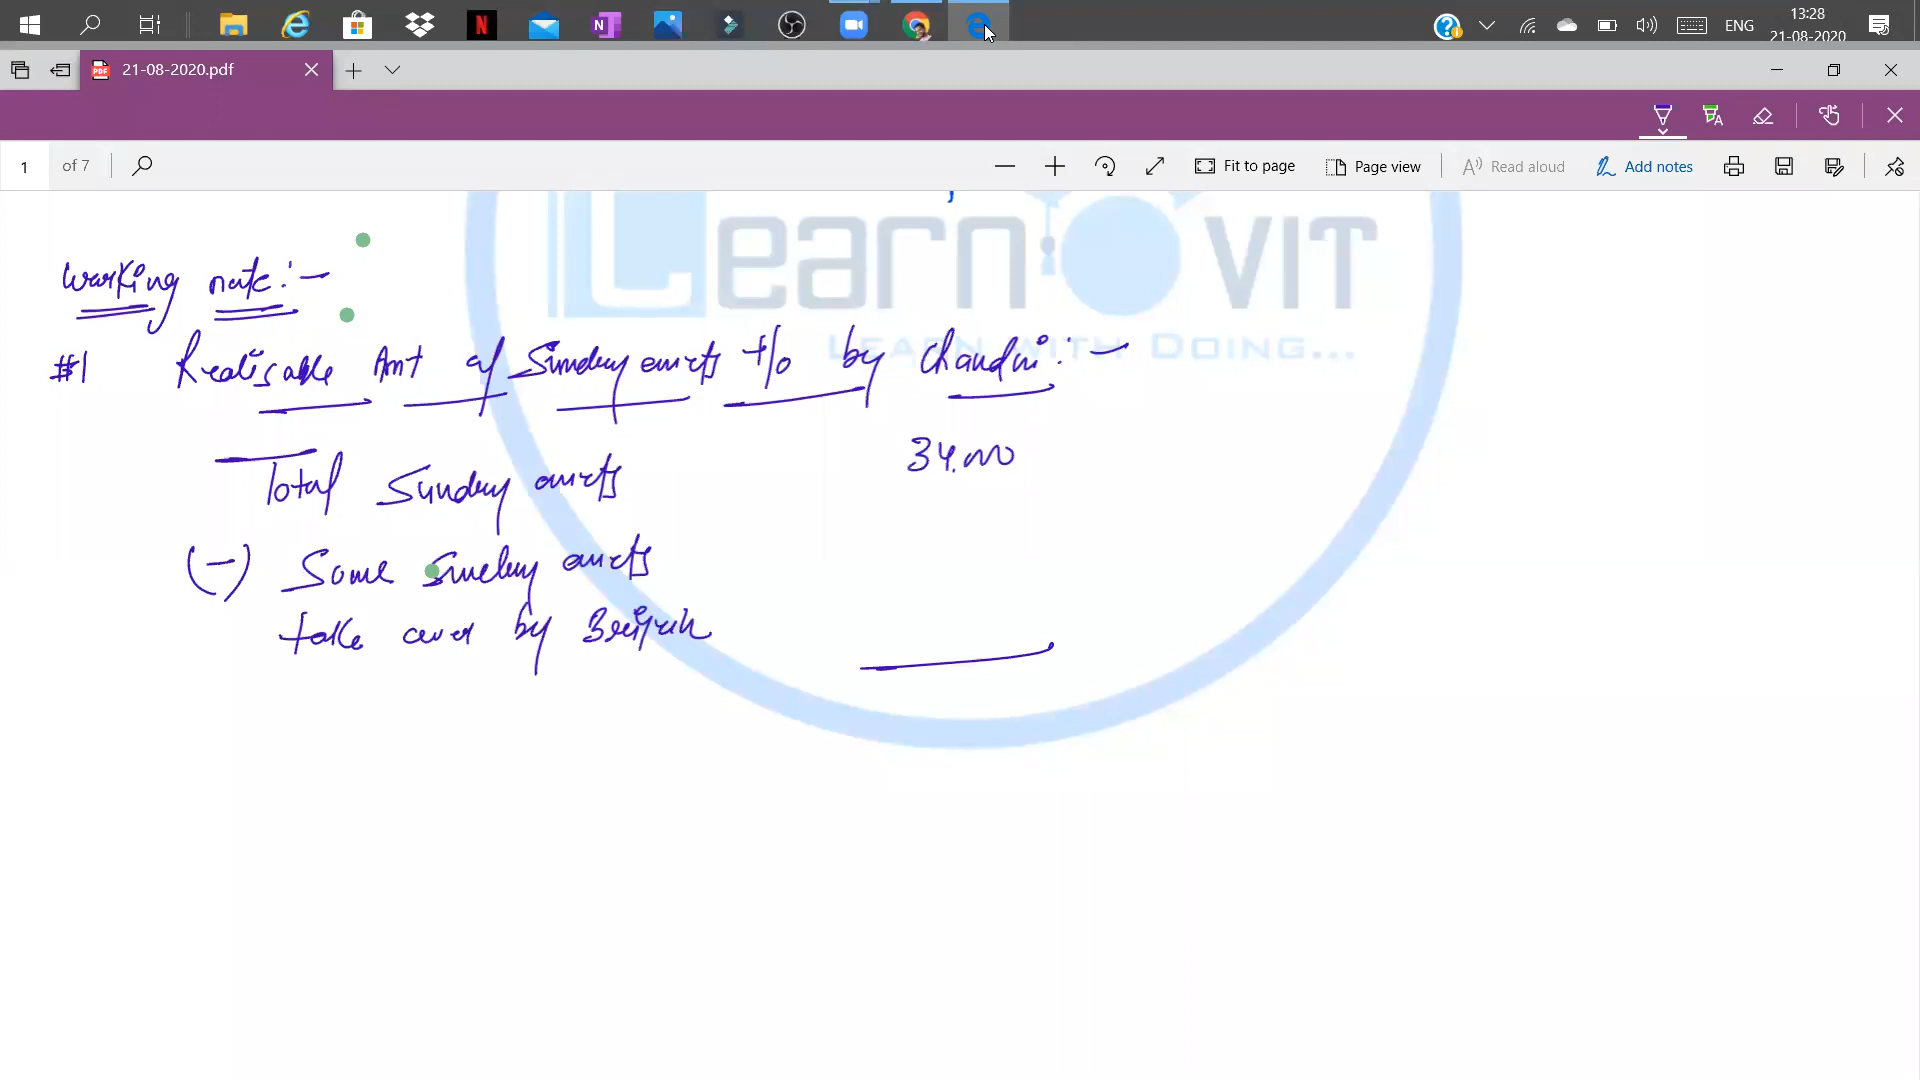 13:28
ENG
21-08-2020
21-08-2020.pdf
1 of 7
Fit to page
Page view
Read aloud
Add notes
Learn VIT
LEARN WITH DOING...
Working note:-
#1 Realisable Amt of Sundry assets t/o by Chandni:-
34,000
Total Sundry assets
(-) Some Sundry assets
take over by